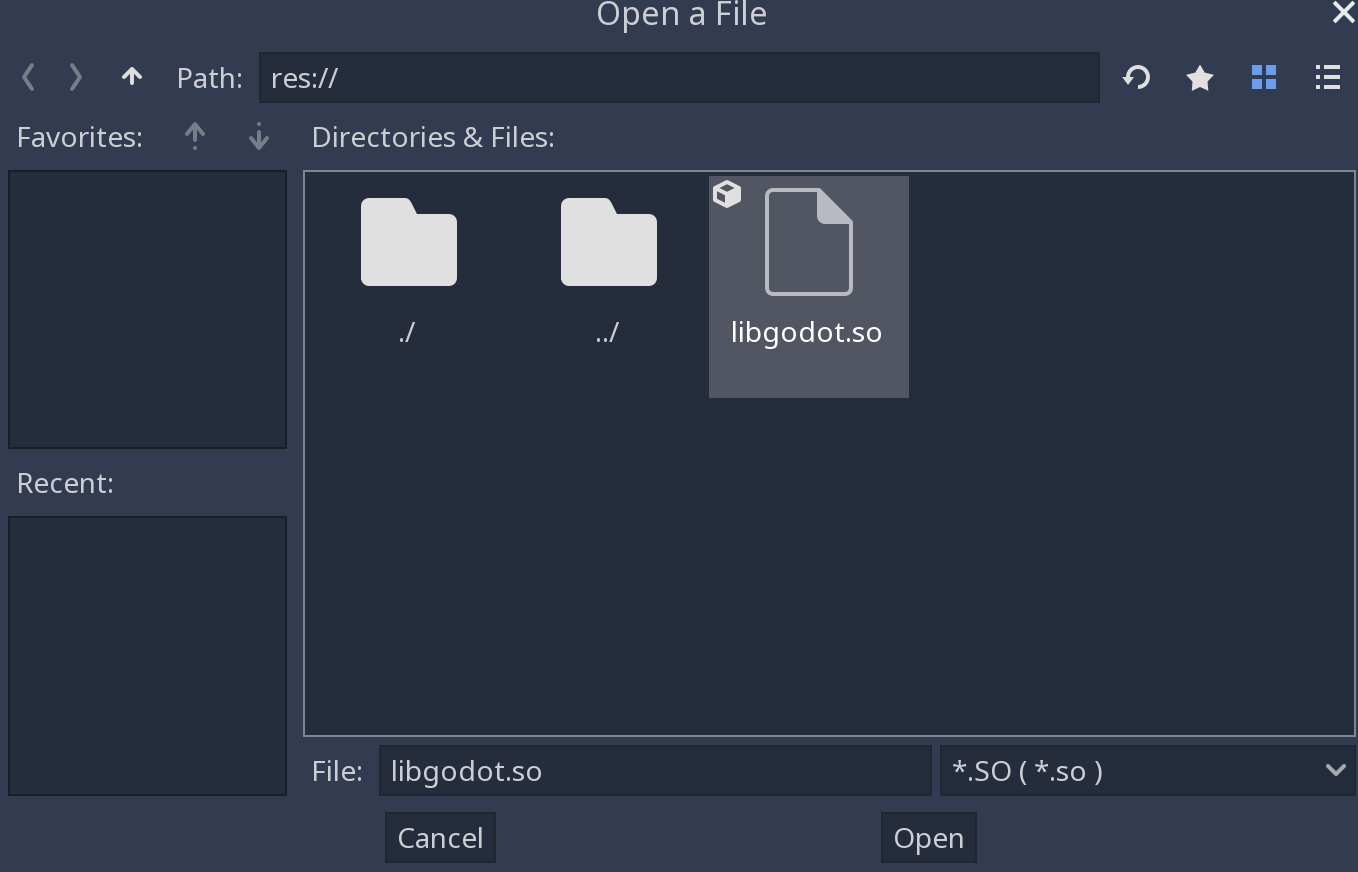 Open a File
Path: res://
Favorites:
Directories & Files:
./
../
libgodot.so
Recent:
File: libgodot.so
*.SO ( *.so )
Cancel
Open